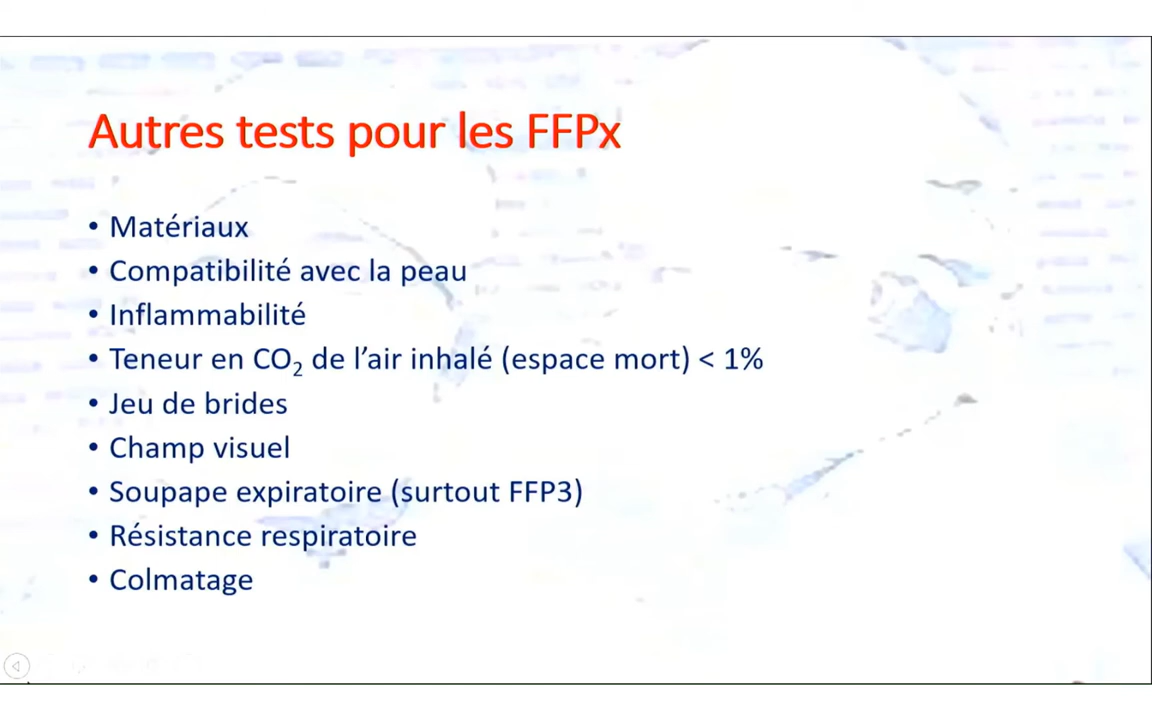 Autres tests pour les FFPx
• Matériaux
• Compatibilité avec la peau
• Inflammabilité
• Teneur en CO₂ de l’air inhalé (espace mort) < 1%
• Jeu de brides
• Champ visuel
• Soupape expiratoire (surtout FFP3)
• Résistance respiratoire
• Colmatage